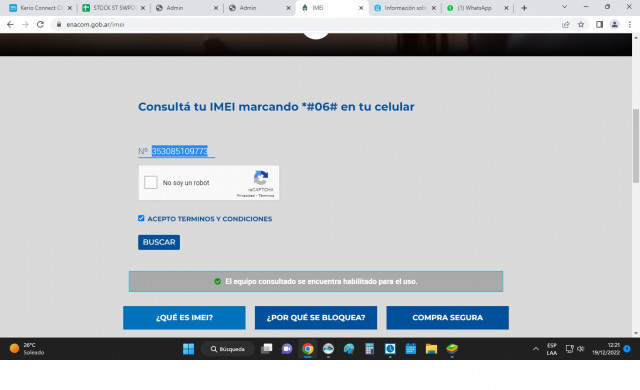 Kerio Connect Cl
STOCK ST SWPO
Admin
Admin
IMEI
Información sob
(1) WhatsApp
enacom.gob.ar/imei
Consultá tu IMEI marcando *#06# en tu celular
Nº 353085109773
No soy un robot
reCAPTCHA
Privacidad - Términos
ACEPTO TERMINOS Y CONDICIONES
BUSCAR
El equipo consultado se encuentra habilitado para el uso.
¿QUÉ ES IMEI?
¿POR QUÉ SE BLOQUEA?
COMPRA SEGURA
26°C
Soleado
Búsqueda
ESP
LAA
12:21
19/12/2022